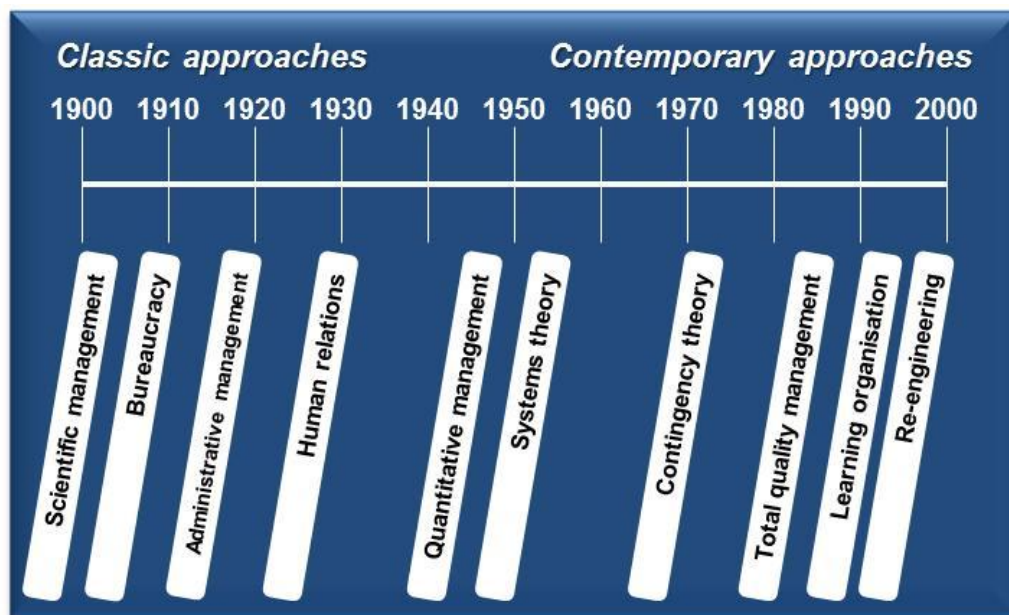 Classic approaches
Contemporary approaches
1900 1910 1920 1930 1940 1950 1960 1970 1980 1990 2000
Scientific management
Bureaucracy
Administrative management
Human relations
Quantitative management
Systems theory
Contingency theory
Total quality management
Learning organisation
Re-engineering